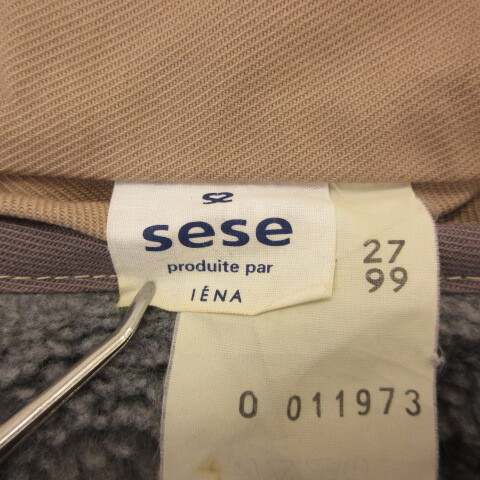 sese
produite par
IÉNA
27
99
0 011973